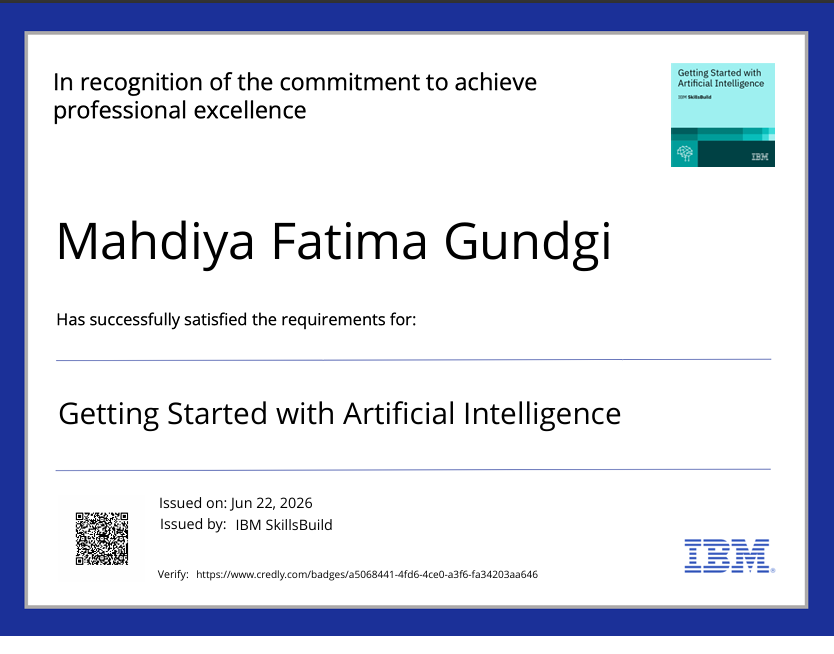 In recognition of the commitment to achieve
professional excellence
Getting Started with
Artificial Intelligence
IBM SkillsBuild
IBM
Mahdiya Fatima Gundgi
Has successfully satisfied the requirements for:
Getting Started with Artificial Intelligence
Issued on: Jun 22, 2026
Issued by: IBM SkillsBuild
Verify: https://www.credly.com/badges/a5068441-4fd6-4ce0-a3f6-fa34203aa646
IBM®